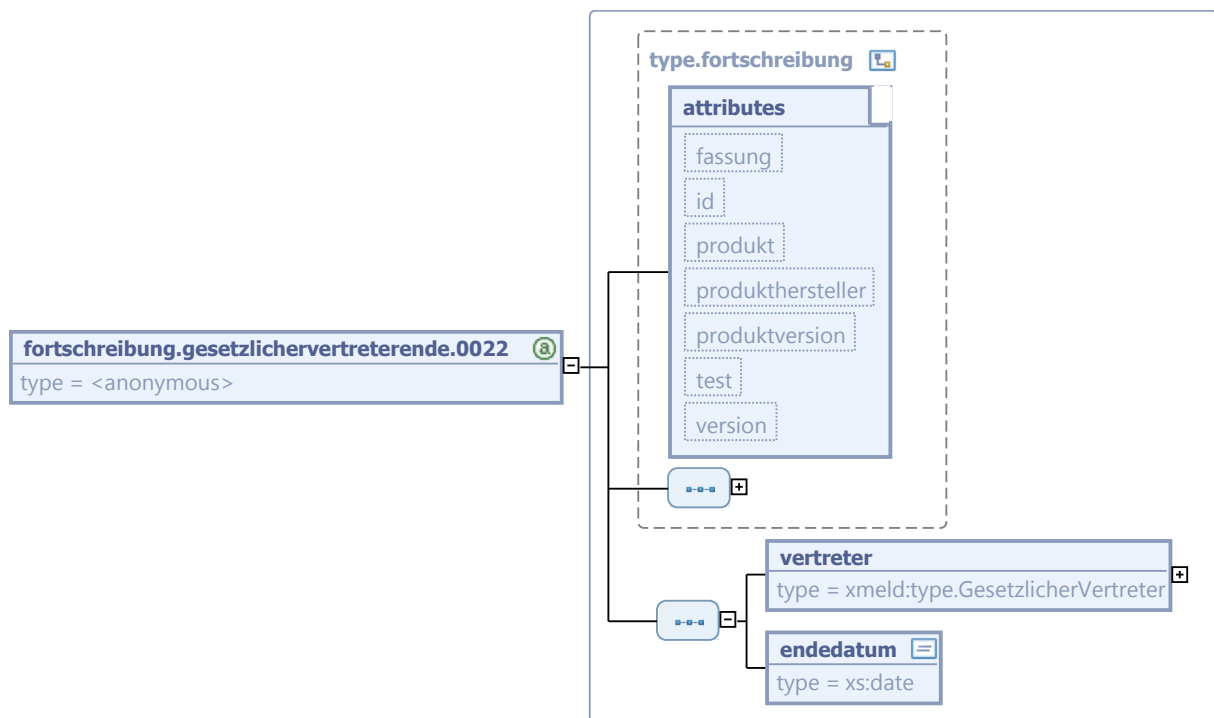 type.fortschreibung
attributes
fassung
id
produkt
produkthersteller
produktversion
test
version
fortschreibung.gesetzlichervertreterende.0022 a
type = <anonymous>
vertreter
type = xmeld:type.GesetzlicherVertreter
endedatum
type = xs:date